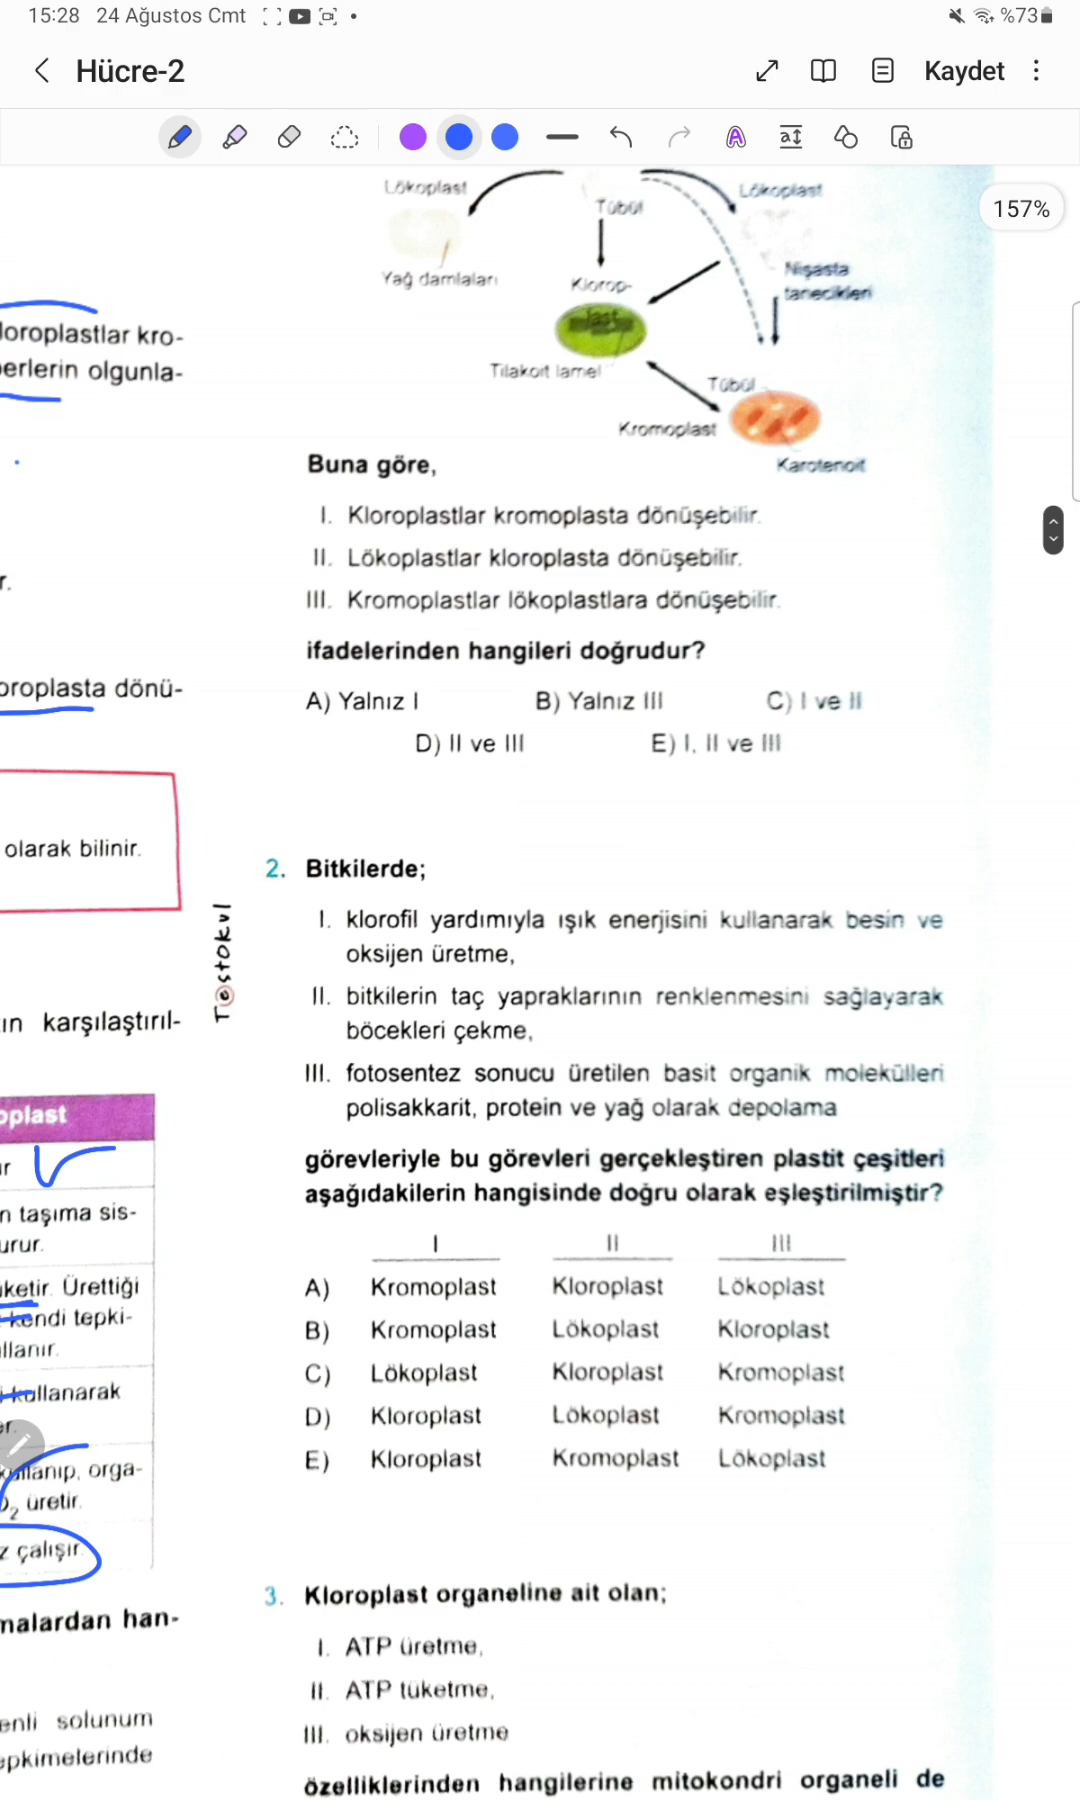 15:28 24 Ağustos Cmt
%73
Hücre-2
Kaydet
157%
Lökoplast
Tübül
Lökoplast
Yağ damlaları
Klorop-
last
Nişasta
tanecikleri
Tilakoit lamel
Tübül
Kromoplast
Karotenoit
loroplastlar kro-
erlerin olgunla-
r.
oroplasta dönü-
olarak bilinir.
ın karşılaştırıl-
oplast
ır
n taşıma sis-
urur.
iketir. Ürettiği
kendi tepki-
ıllanır.
kullanarak
er.
kullanıp, orga-
O₂ üretir.
z çalışır.
malardan han-
enli solunum
epkimelerinde
Testokul
Buna göre,
I. Kloroplastlar kromoplasta dönüşebilir.
II. Lökoplastlar kloroplasta dönüşebilir.
III. Kromoplastlar lökoplastlara dönüşebilir.
ifadelerinden hangileri doğrudur?
A) Yalnız I B) Yalnız III C) I ve II
D) II ve III E) I, II ve III
2. Bitkilerde;
I. klorofil yardımıyla ışık enerjisini kullanarak besin ve
oksijen üretme,
II. bitkilerin taç yapraklarının renklenmesini sağlayarak
böcekleri çekme,
III. fotosentez sonucu üretilen basit organik molekülleri
polisakkarit, protein ve yağ olarak depolama
görevleriyle bu görevleri gerçekleştiren plastit çeşitleri
aşağıdakilerin hangisinde doğru olarak eşleştirilmiştir?
I II III
A) Kromoplast Kloroplast Lökoplast
B) Kromoplast Lökoplast Kloroplast
C) Lökoplast Kloroplast Kromoplast
D) Kloroplast Lökoplast Kromoplast
E) Kloroplast Kromoplast Lökoplast
3. Kloroplast organeline ait olan;
I. ATP üretme,
II. ATP tüketme,
III. oksijen üretme
özelliklerinden hangilerine mitokondri organeli de